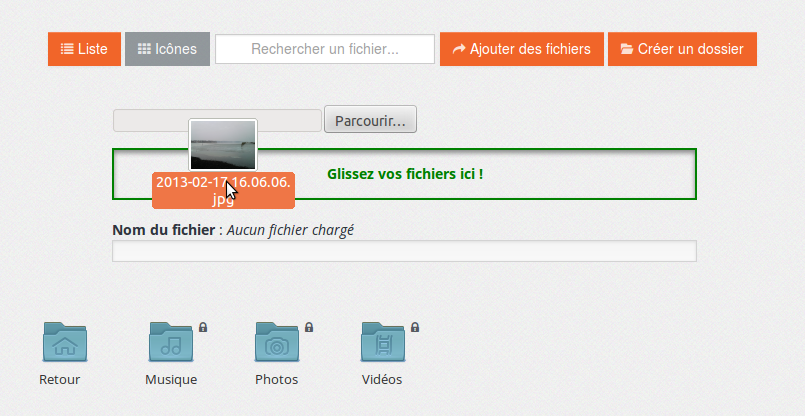 Liste
Icônes
Rechercher un fichier...
Ajouter des fichiers
Créer un dossier
Parcourir...
Glissez vos fichiers ici !
2013-02-17 16.06.06.
jpg
Nom du fichier : Aucun fichier chargé
Retour
Musique
Photos
Vidéos